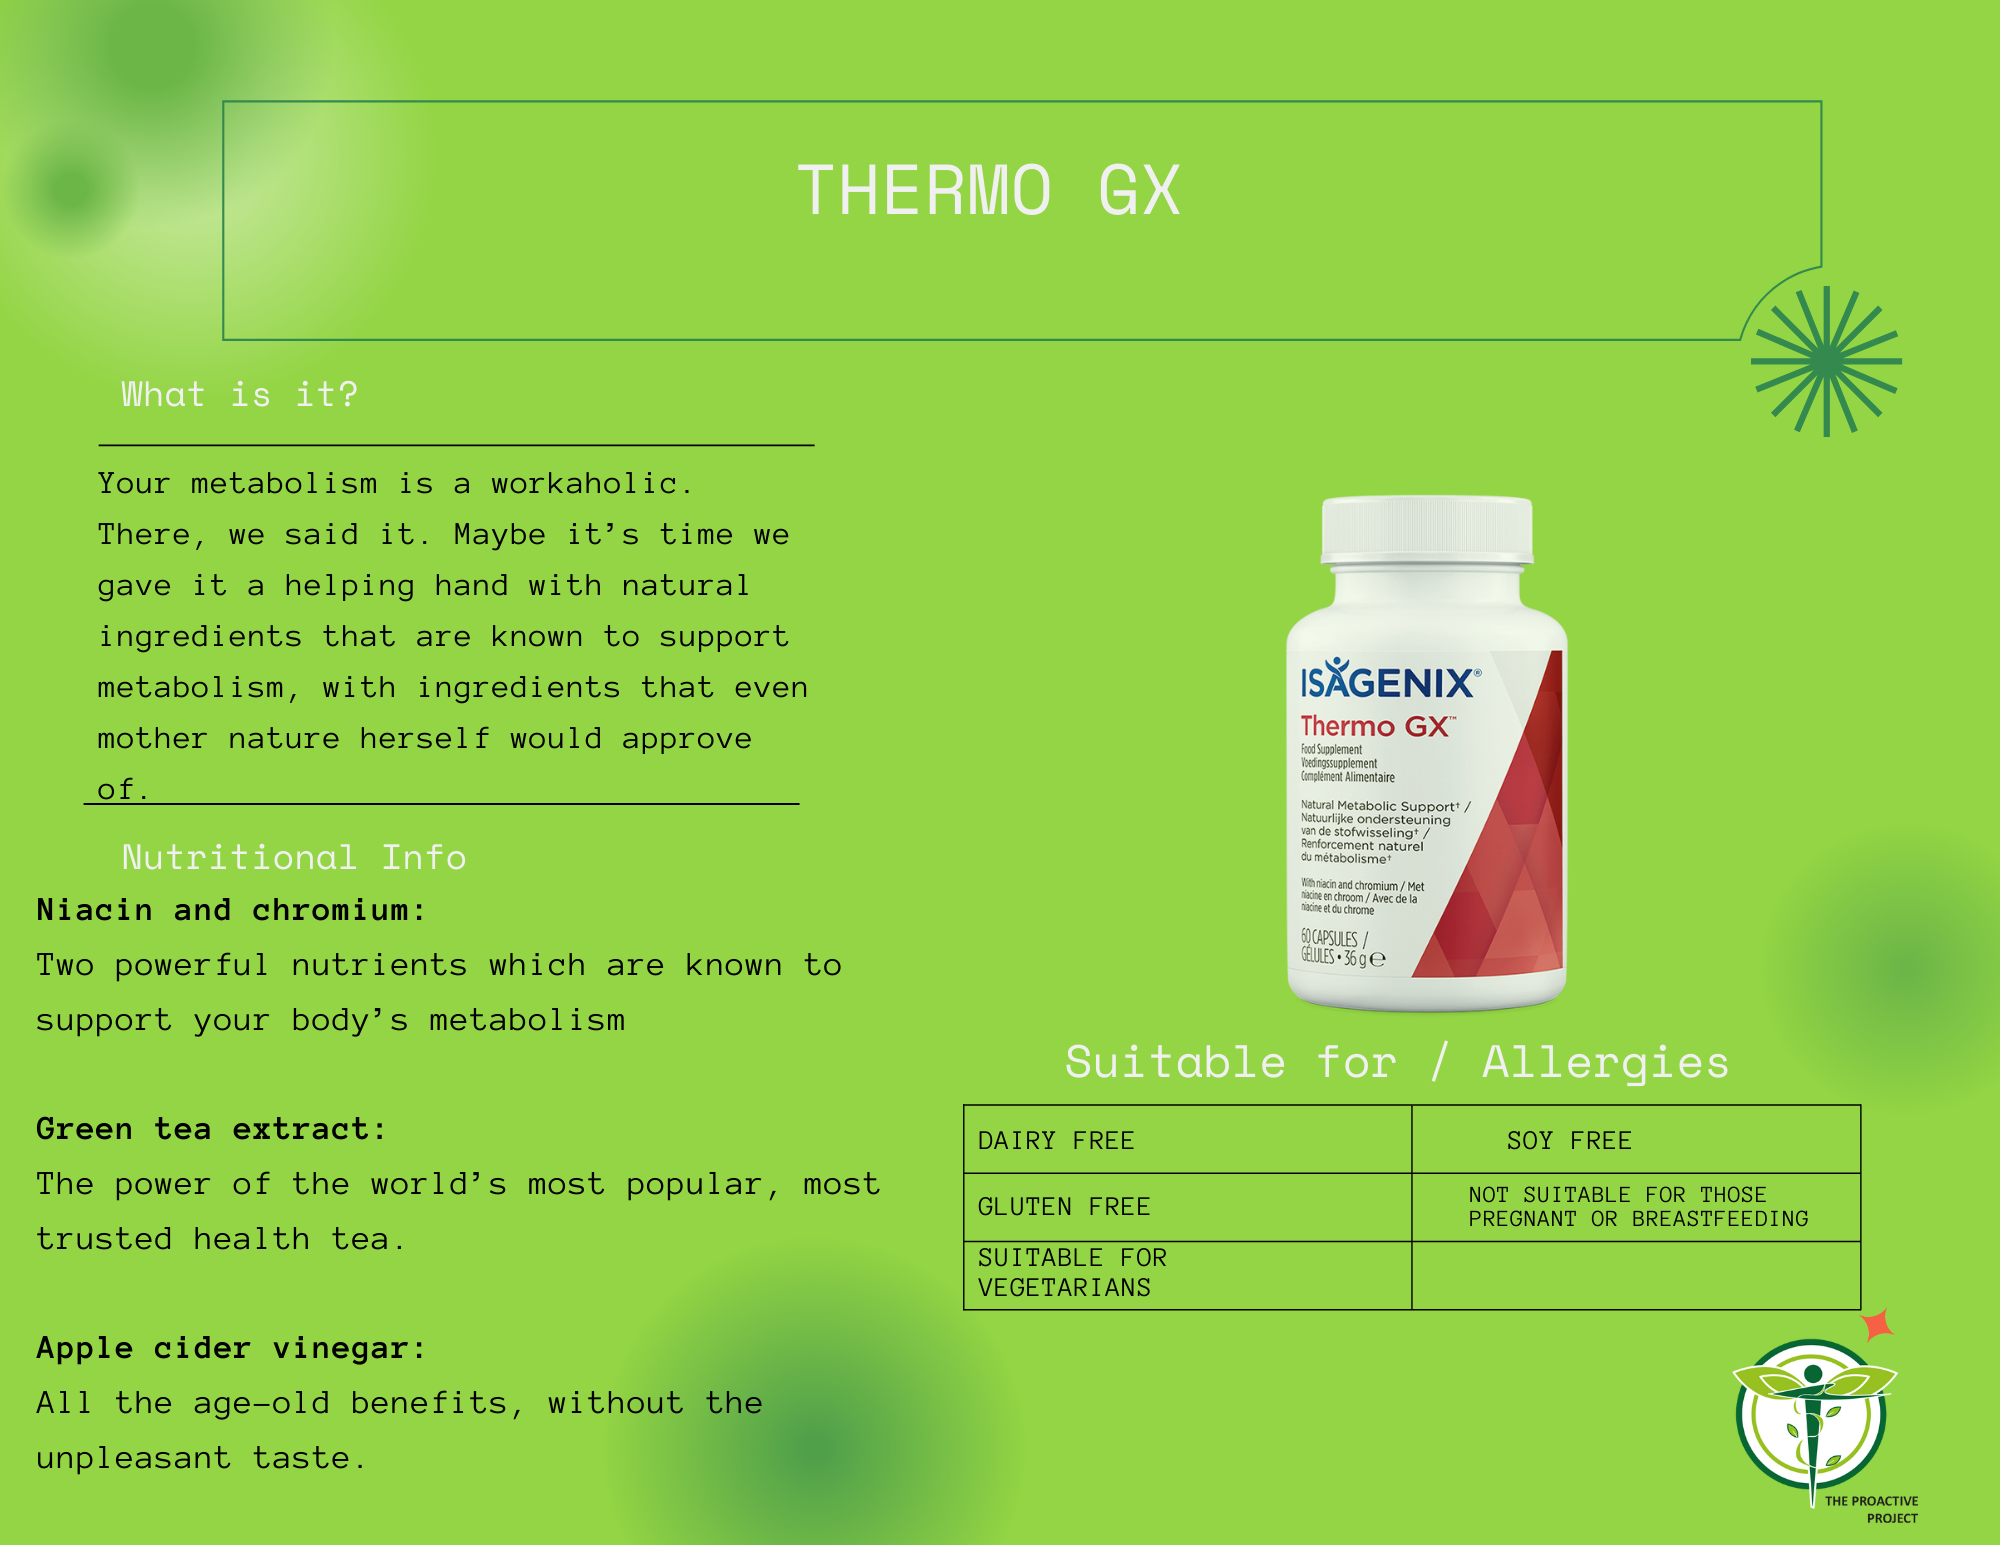 THERMO GX
What is it?
Your metabolism is a workaholic.
There, we said it. Maybe it’s time we
gave it a helping hand with natural
ingredients that are known to support
metabolism, with ingredients that even
mother nature herself would approve
of.
Nutritional Info
Niacin and chromium:
Two powerful nutrients which are known to
support your body’s metabolism
Green tea extract:
The power of the world’s most popular, most
trusted health tea.
Apple cider vinegar:
All the age-old benefits, without the
unpleasant taste.
ISAGENIX®
Thermo GX™
Food Supplement
Voedingssupplement
Complément Alimentaire
Natural Metabolic Support† /
Natuurlijke ondersteuning
van de stofwisseling† /
Renforcement naturel
du métabolisme†
With niacin and chromium / Met
niacine en chroom / Avec de la
niacine et du chrome
60 CAPSULES /
GÉLULES • 36 g ℮
Suitable for / Allergies
DAIRY FREE
SOY FREE
GLUTEN FREE
NOT SUITABLE FOR THOSE
PREGNANT OR BREASTFEEDING
SUITABLE FOR
VEGETARIANS
THE PROACTIVE
PROJECT